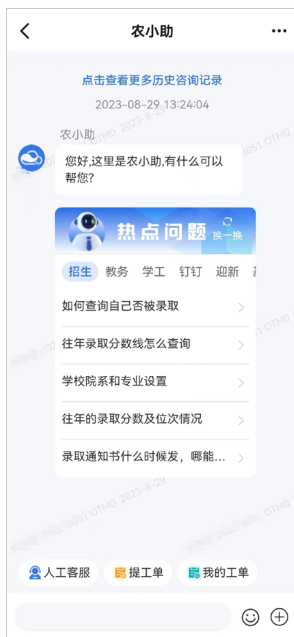 农小助
点击查看更多历史咨询记录
2023-08-29 13:24:04
农小助
您好,这里是农小助,有什么可以
帮您?
热点问题 换一换
招生 教务 学工 钉钉 迎新
如何查询自己否被录取
往年录取分数线怎么查询
学校院系和专业设置
往年的录取分数及位次情况
录取通知书什么时候发，哪能...
人工客服 提工单 我的工单